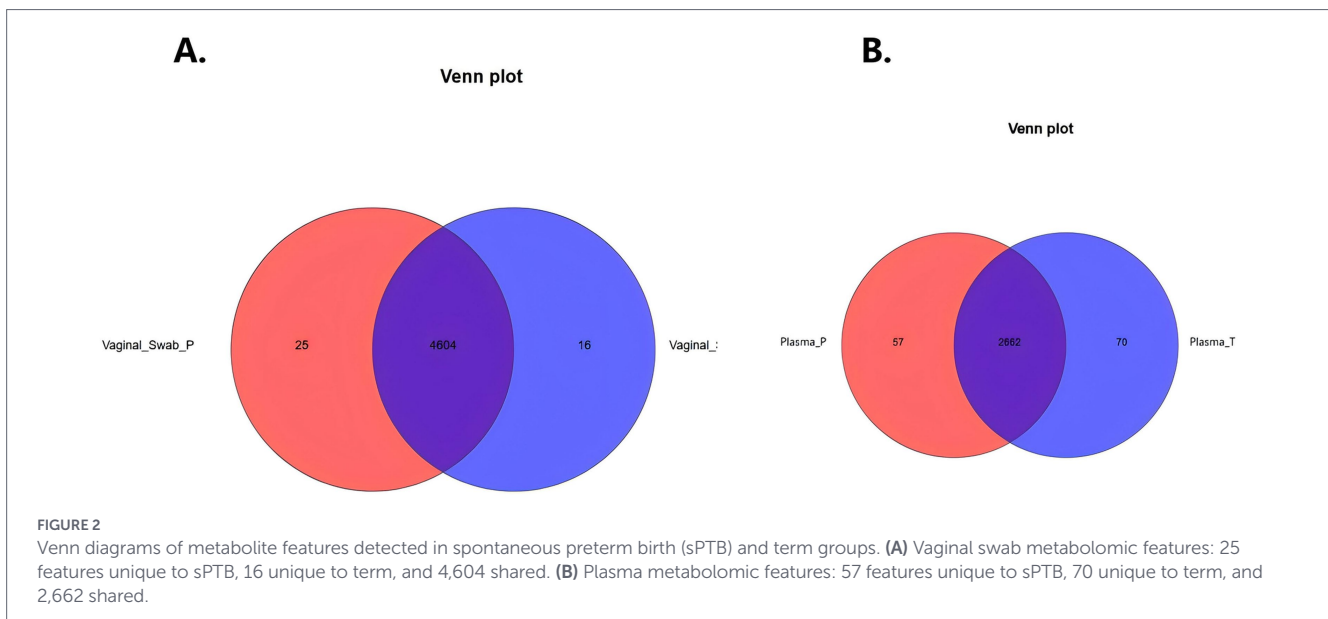 A.
Venn plot
Vaginal_Swab_P
25
4604
16
Vaginal_:
B.
Venn plot
Plasma_P
57
2662
70
Plasma_T
FIGURE 2
Venn diagrams of metabolite features detected in spontaneous preterm birth (sPTB) and term groups. (A) Vaginal swab metabolomic features: 25
features unique to sPTB, 16 unique to term, and 4,604 shared. (B) Plasma metabolomic features: 57 features unique to sPTB, 70 unique to term, and
2,662 shared.